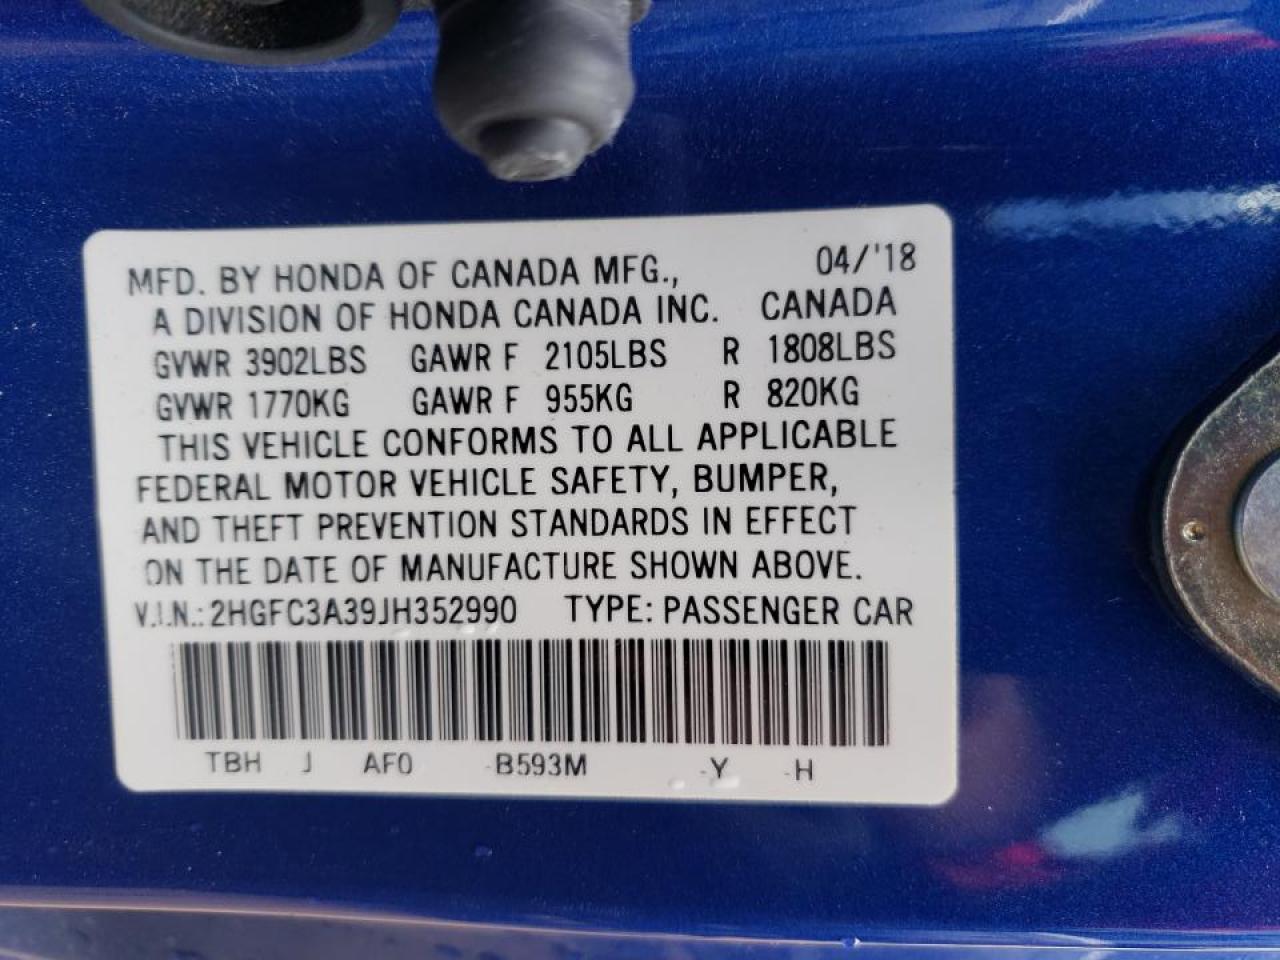 MFD. BY HONDA OF CANADA MFG., 04/'18
A DIVISION OF HONDA CANADA INC. CANADA
GVWR 3902LBS GAWR F 2105LBS R 1808LBS
GVWR 1770KG GAWR F 955KG R 820KG
THIS VEHICLE CONFORMS TO ALL APPLICABLE
FEDERAL MOTOR VEHICLE SAFETY, BUMPER,
AND THEFT PREVENTION STANDARDS IN EFFECT
ON THE DATE OF MANUFACTURE SHOWN ABOVE.
V.I.N.: 2HGFC3A39JH352990 TYPE: PASSENGER CAR
TBH J AF0 -B593M -Y -H